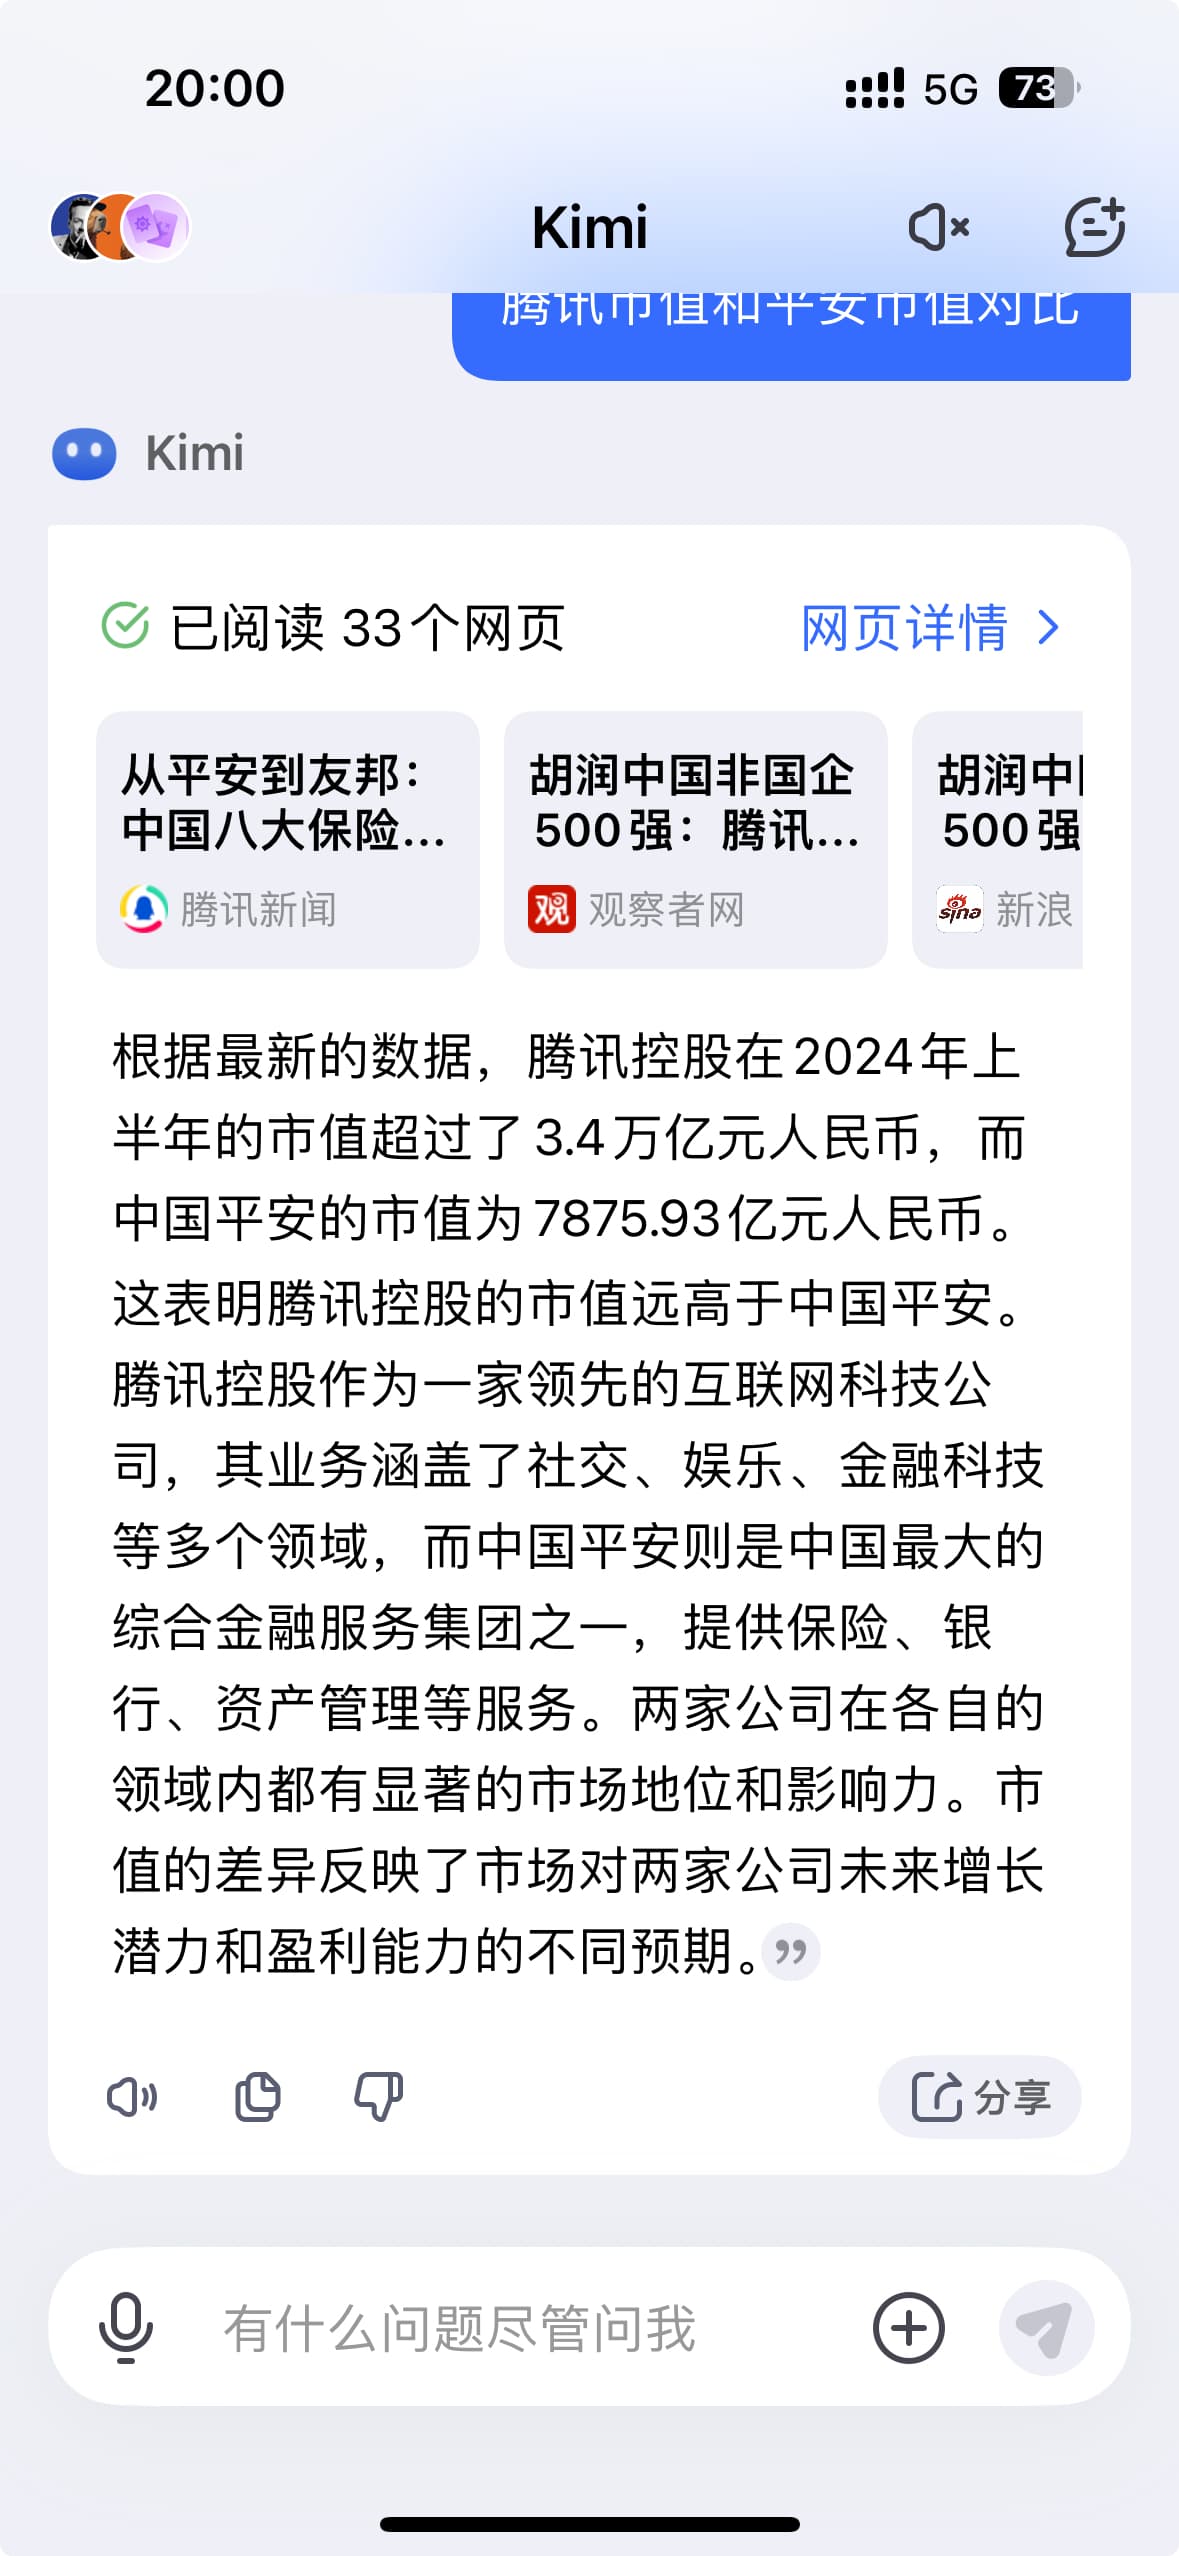 20:00
5G 73
Kimi
腾讯市值和平安市值对比
Kimi
已阅读 33个网页
网页详情
从平安到友邦：
中国八大保险...
腾讯新闻
胡润中国非国企
500强：腾讯...
观 观察者网
胡润中
500强
sina 新浪
根据最新的数据，腾讯控股在2024年上
半年的市值超过了3.4万亿元人民币，而
中国平安的市值为7875.93亿元人民币。
这表明腾讯控股的市值远高于中国平安。
腾讯控股作为一家领先的互联网科技公
司，其业务涵盖了社交、娱乐、金融科技
等多个领域，而中国平安则是中国最大的
综合金融服务集团之一，提供保险、银
行、资产管理等服务。两家公司在各自的
领域内都有显著的市场地位和影响力。市
值的差异反映了市场对两家公司未来增长
潜力和盈利能力的不同预期。
分享
有什么问题尽管问我